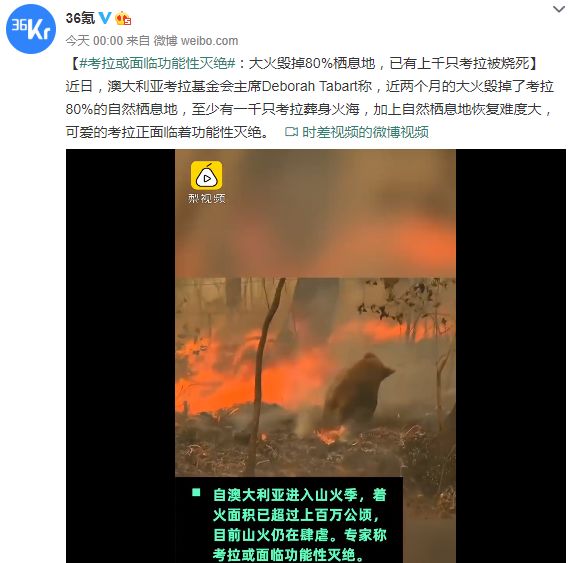 36Kr
36氪
今天 00:00 来自 微博 weibo.com
【#考拉或面临功能性灭绝#：大火毁掉80%栖息地，已有上千只考拉被烧死】
近日，澳大利亚考拉基金会主席Deborah Tabart称，近两个月的大火毁掉了考拉
80%的自然栖息地，至少有一千只考拉葬身火海，加上自然栖息地恢复难度大，
可爱的考拉正面临着功能性灭绝。 时差视频的微博视频
梨视频
自澳大利亚进入山火季，着
火面积已超过上百万公顷，
目前山火仍在肆虐。专家称
考拉或面临功能性灭绝。